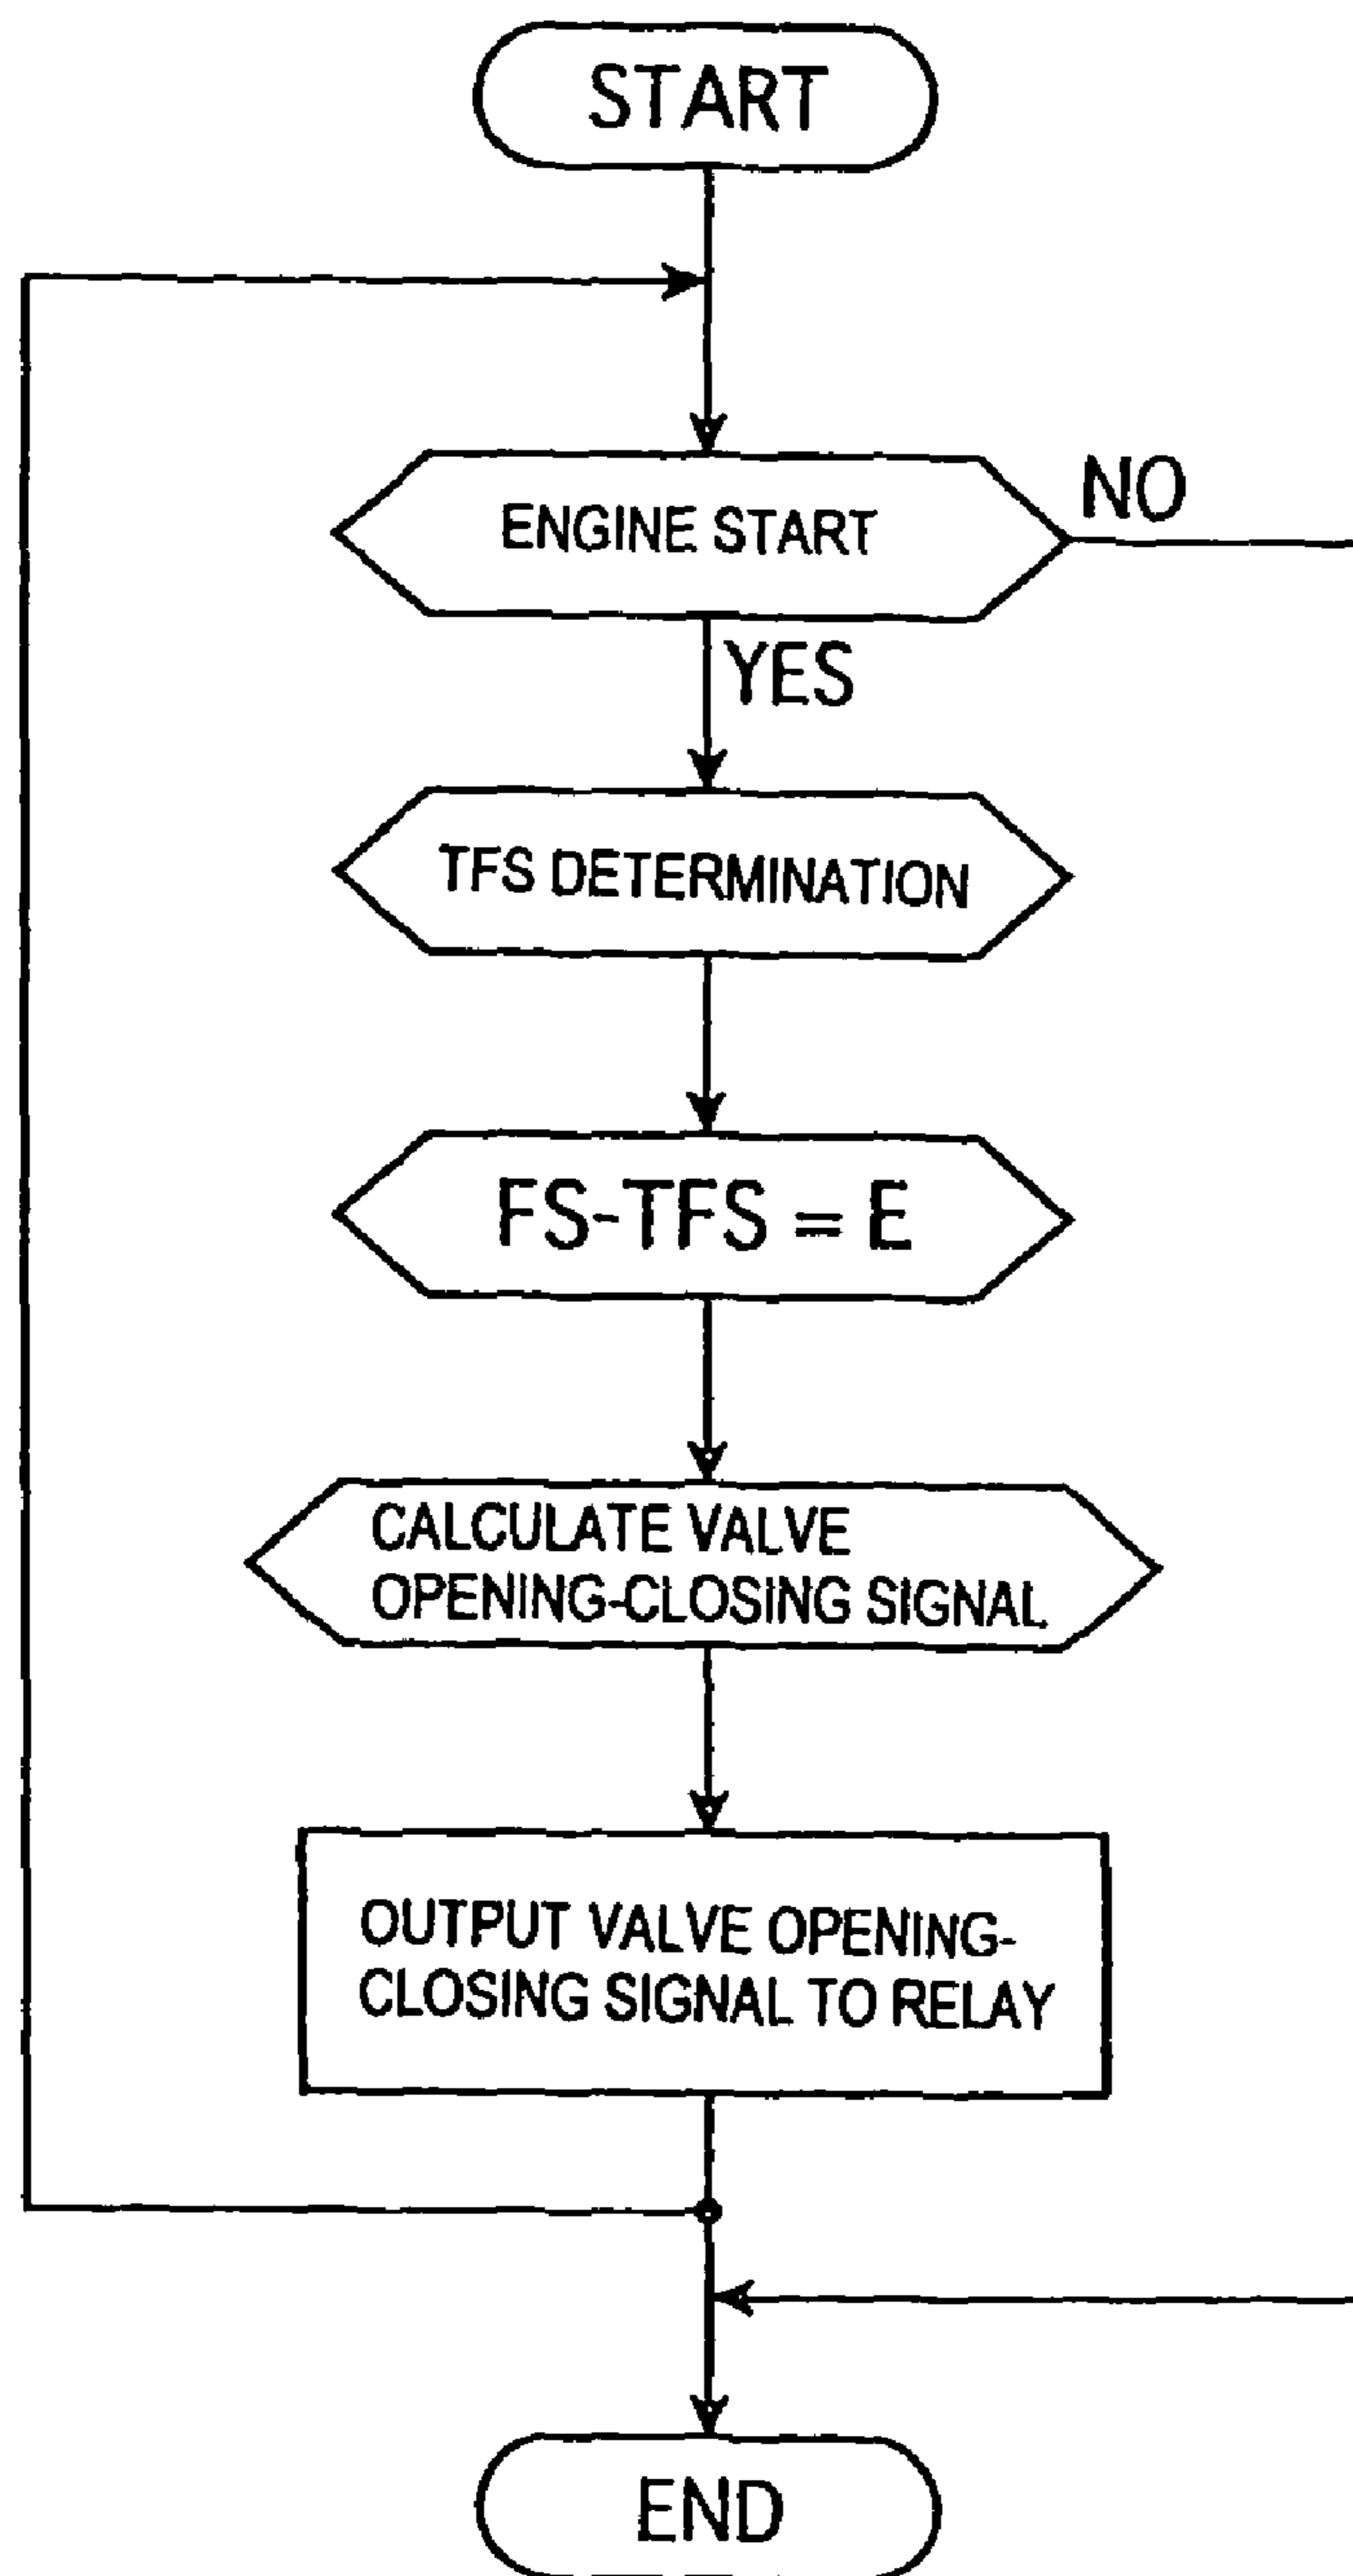 START
ENGINE START
NO
YES
TFS DETERMINATION
FS-TFS = E
CALCULATE VALVE
OPENING-CLOSING SIGNAL
OUTPUT VALVE OPENING-
CLOSING SIGNAL TO RELAY
END